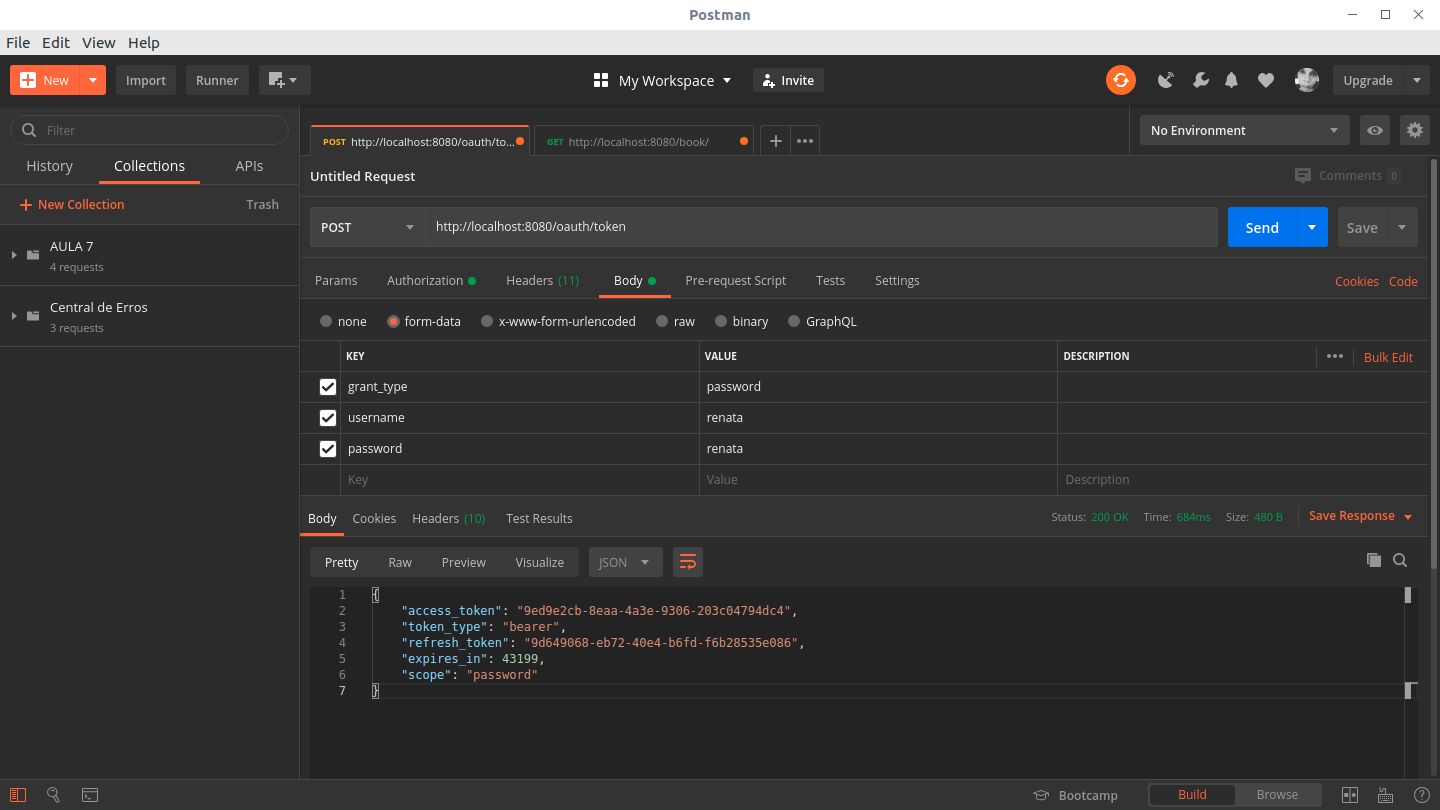 Postman
File Edit View Help
New Import Runner My Workspace Invite Upgrade
Filter
History Collections APIs
New Collection Trash
AULA 7
4 requests
Central de Erros
3 requests
POST http://localhost:8080/oauth/to... GET http://localhost:8080/book/ No Environment
Untitled Request Comments 0
POST http://localhost:8080/oauth/token Send Save
Params Authorization Headers (11) Body Pre-request Script Tests Settings Cookies Code
none form-data x-www-form-urlencoded raw binary GraphQL
KEY VALUE DESCRIPTION Bulk Edit
grant_type password
username renata
password renata
Key Value Description
Body Cookies Headers (10) Test Results Status: 200 OK Time: 684ms Size: 480 B Save Response
Pretty Raw Preview Visualize JSON
1 {
2 "access_token": "9ed9e2cb-8eaa-4a3e-9306-203c04794dc4",
3 "token_type": "bearer",
4 "refresh_token": "9d649068-eb72-40e4-b6fd-f6b28535e086",
5 "expires_in": 43199,
6 "scope": "password"
7 }
Bootcamp Build Browse